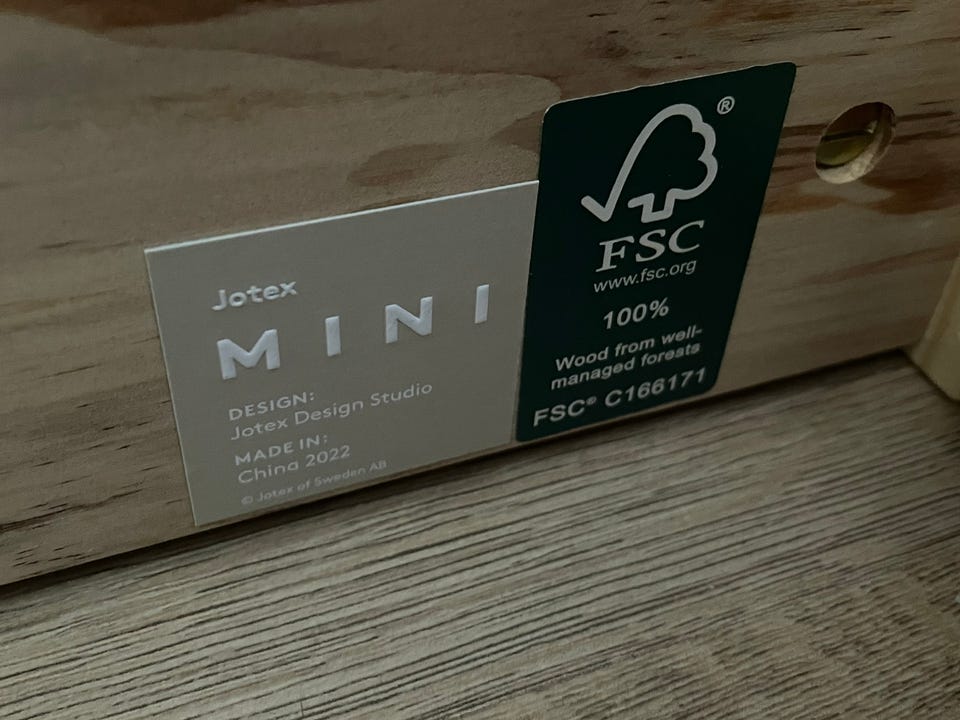 Jotex
MINI
DESIGN:
Jotex Design Studio
MADE IN:
China 2022
© Jotex of Sweden AB
®
FSC
www.fsc.org
100%
Wood from well-
managed forests
FSC® C166171